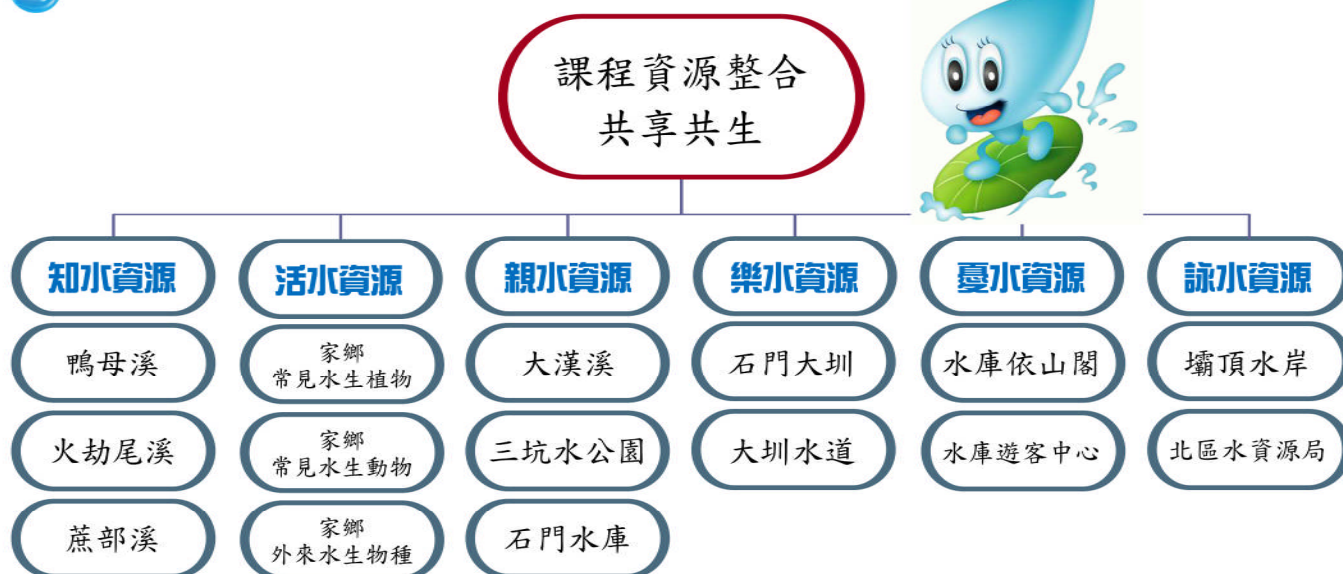 課程資源整合
共享共生
知水資源
活水資源
親水資源
樂水資源
憂水資源
詠水資源
鴨母溪
家鄉
常見水生植物
大漢溪
石門大圳
水庫依山閣
壩頂水岸
火劫尾溪
家鄉
常見水生動物
三坑水公園
大圳水道
水庫遊客中心
北區水資源局
蔗部溪
家鄉
外來水生物種
石門水庫